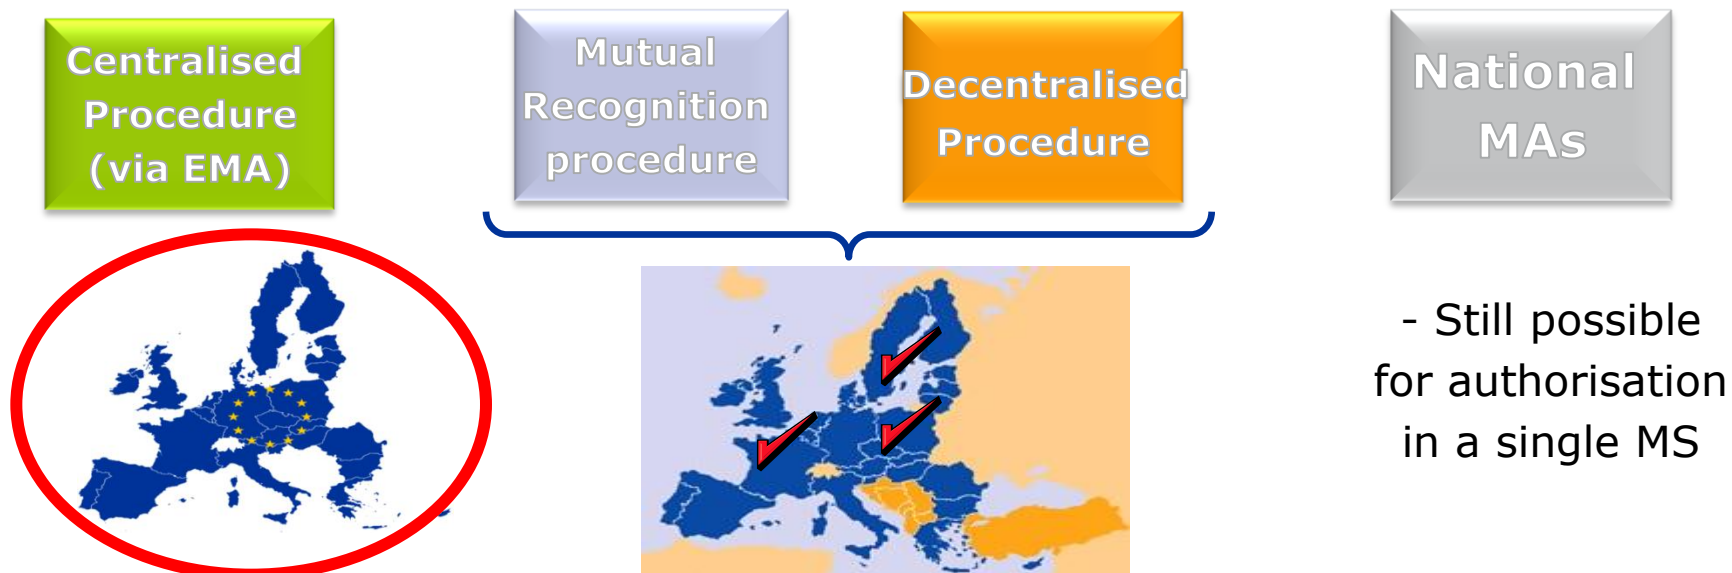 Centralised
Procedure
(via EMA)
Mutual
Recognition
procedure
Decentralised
Procedure
National
MAs
- Still possible
for authorisation
in a single MS